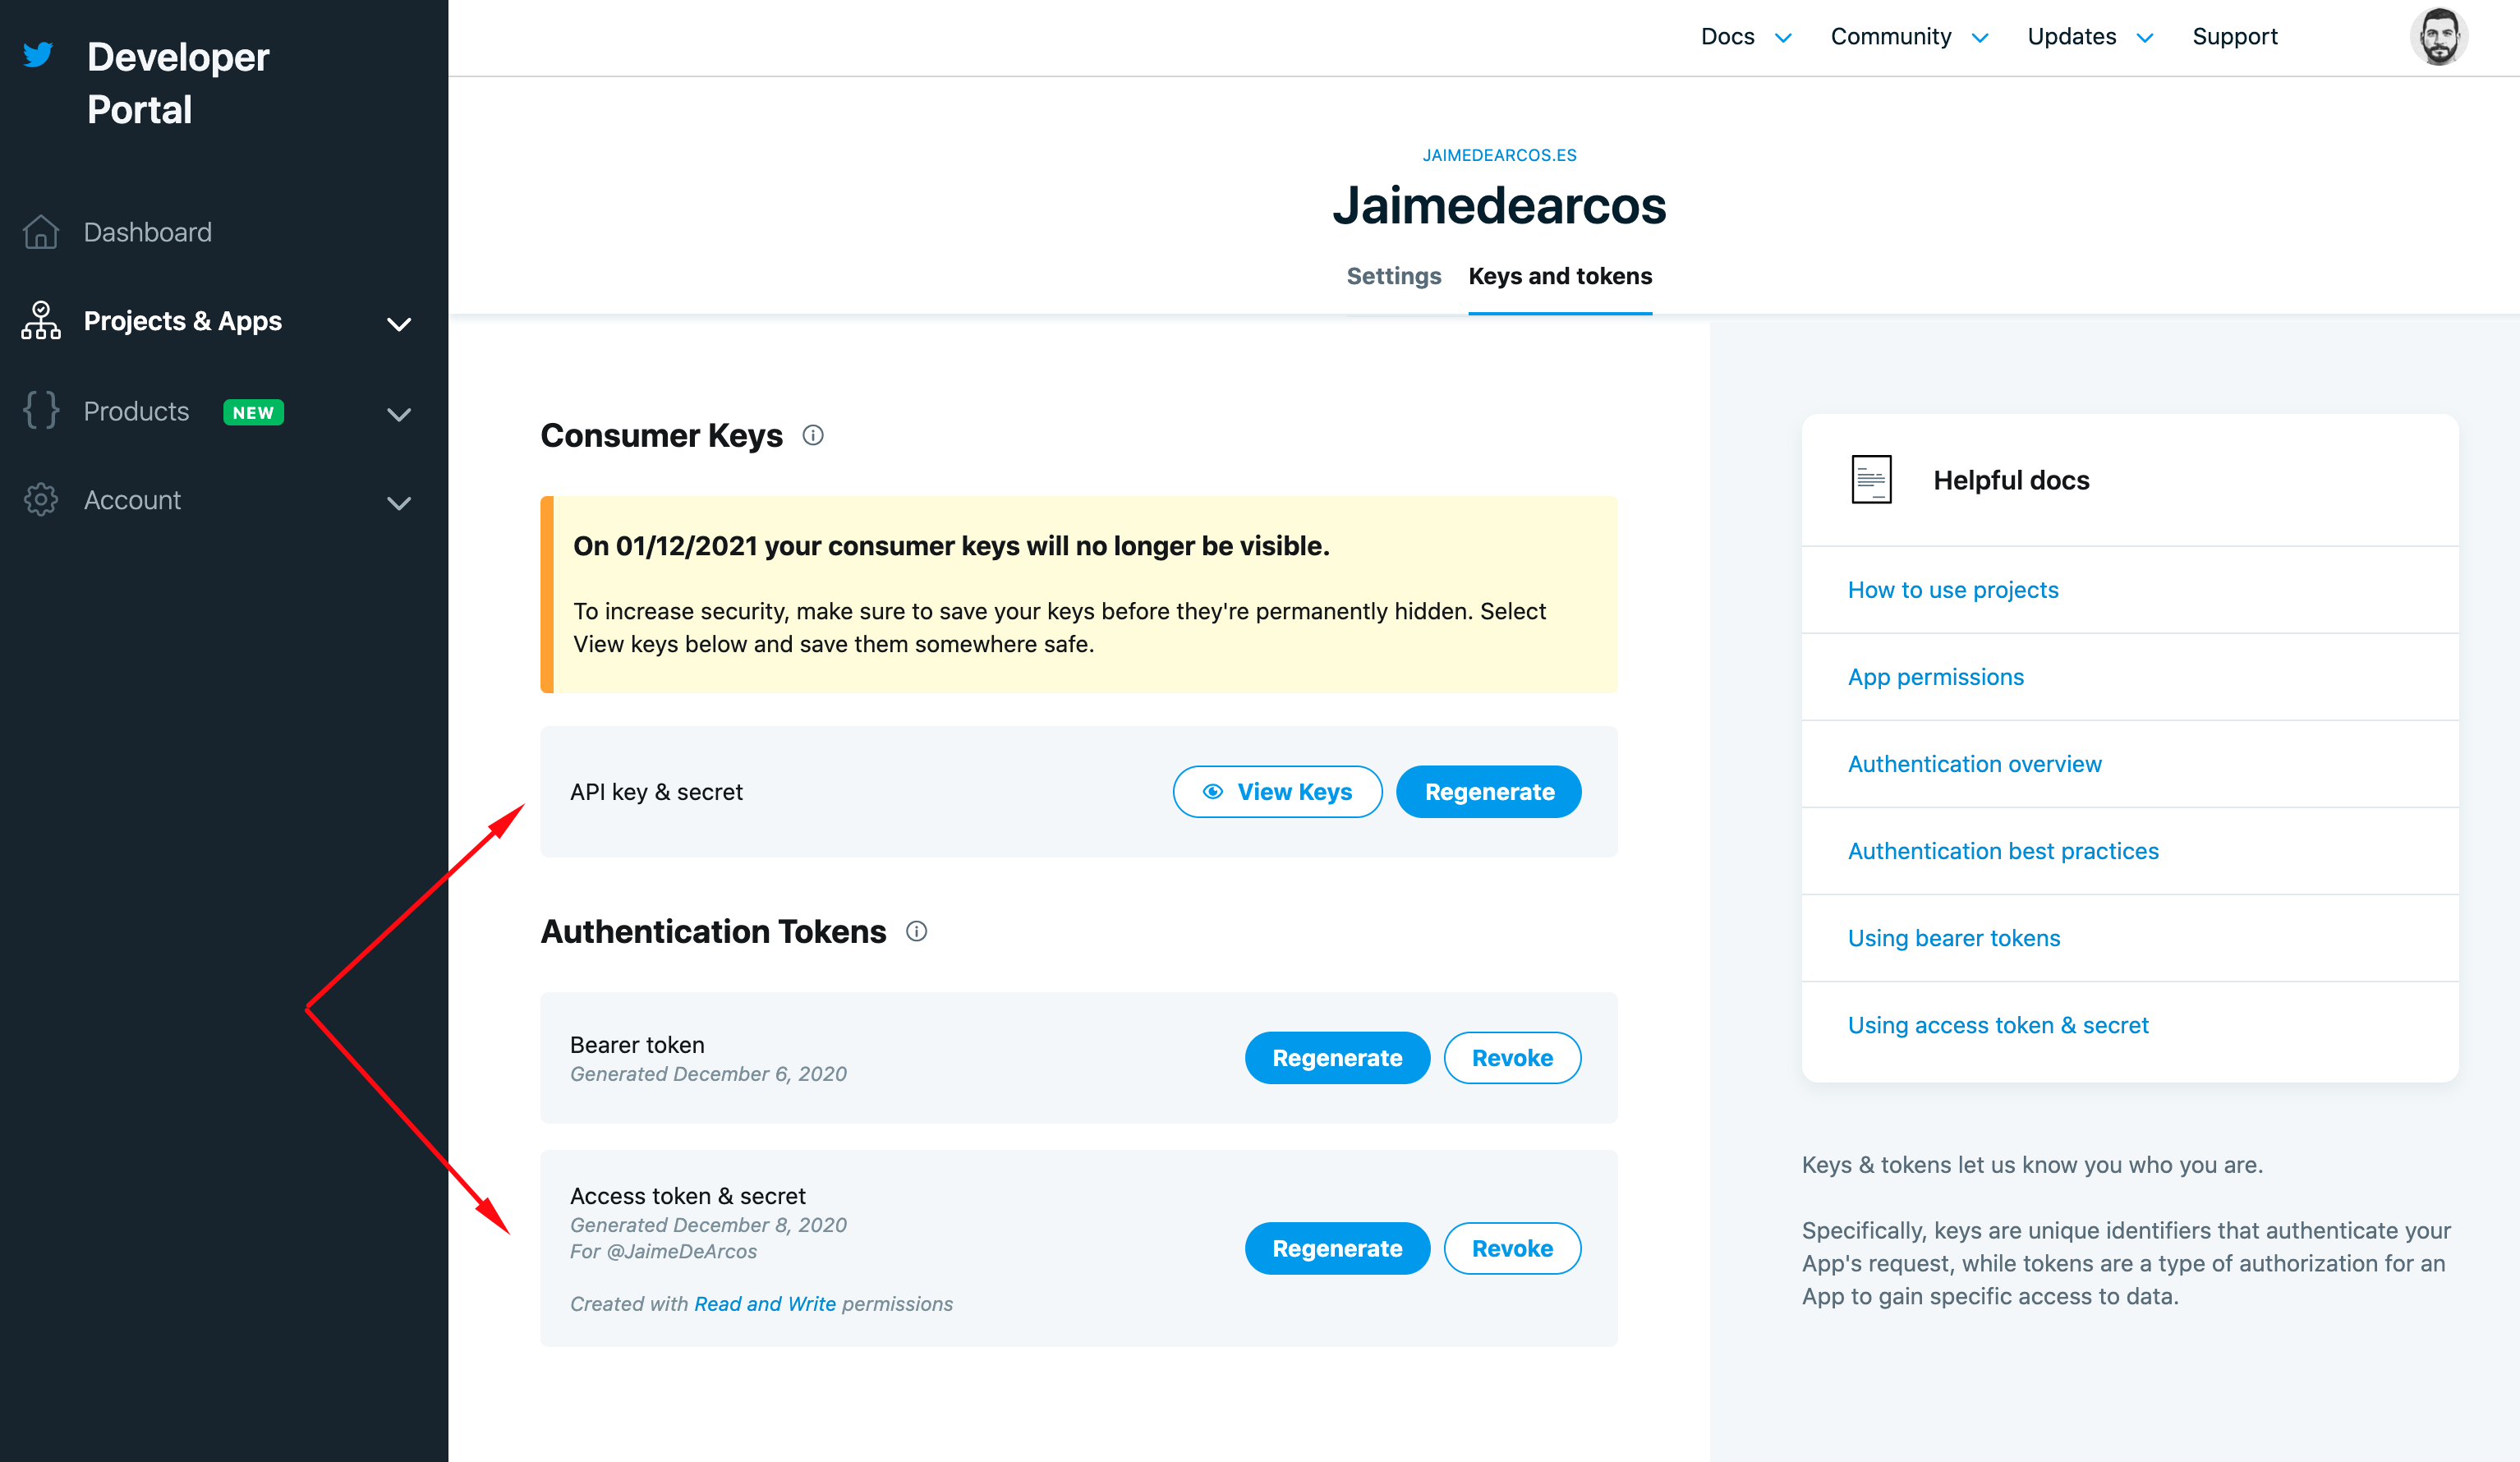 Developer
Portal
Dashboard
Projects & Apps
Products NEW
Account
Docs Community Updates Support
JAIMEDEARCOS.ES
Jaimedearcos
Settings Keys and tokens
Consumer Keys
On 01/12/2021 your consumer keys will no longer be visible.
To increase security, make sure to save your keys before they're permanently hidden. Select
View keys below and save them somewhere safe.
API key & secret View Keys Regenerate
Authentication Tokens
Bearer token
Generated December 6, 2020
Regenerate Revoke
Access token & secret
Generated December 8, 2020
For @JaimeDeArcos
Regenerate Revoke
Created with Read and Write permissions
Helpful docs
How to use projects
App permissions
Authentication overview
Authentication best practices
Using bearer tokens
Using access token & secret
Keys & tokens let us know you who you are.
Specifically, keys are unique identifiers that authenticate your
App's request, while tokens are a type of authorization for an
App to gain specific access to data.